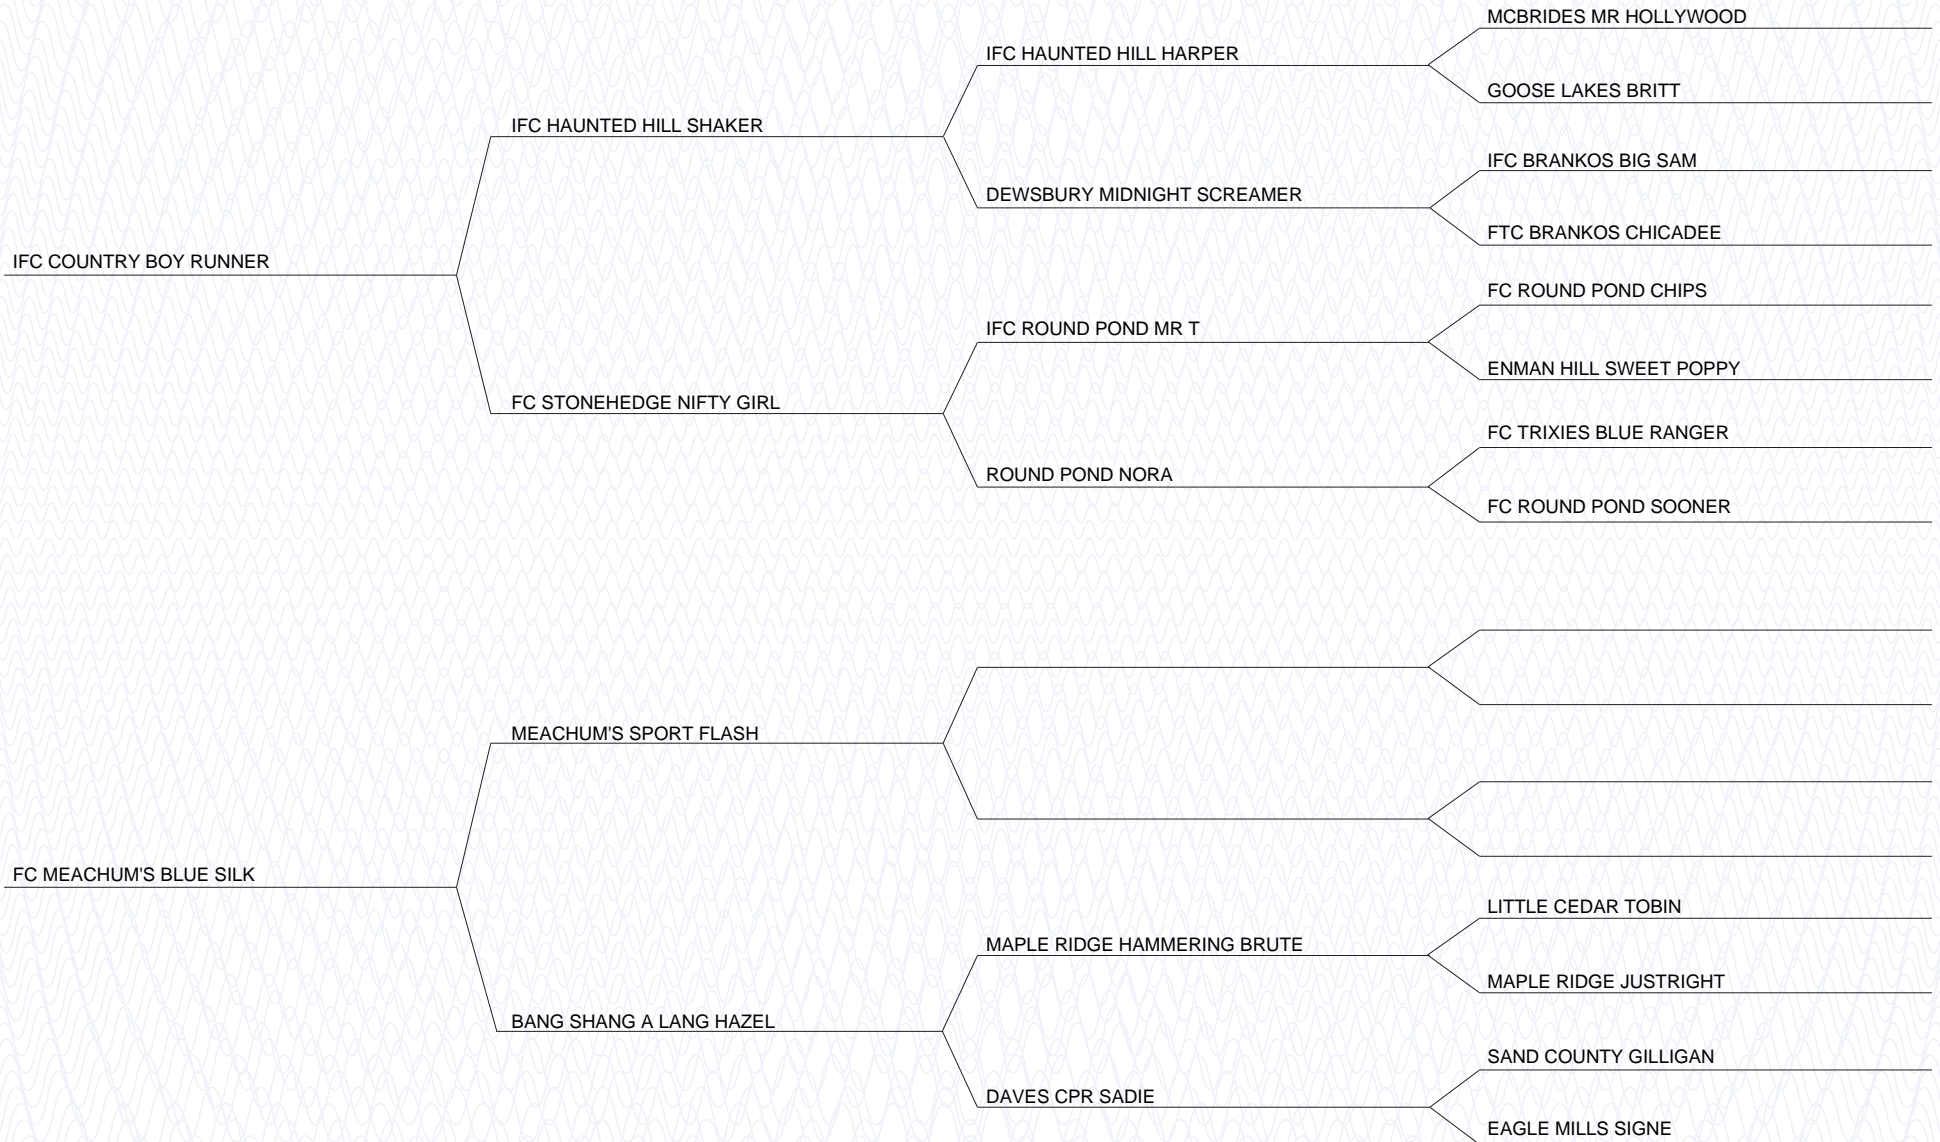 MCBRIDES MR HOLLYWOOD
IFC HAUNTED HILL HARPER
GOOSE LAKES BRITT
IFC HAUNTED HILL SHAKER
IFC BRANKOS BIG SAM
DEWSBURY MIDNIGHT SCREAMER
FTC BRANKOS CHICADEE
IFC COUNTRY BOY RUNNER
FC ROUND POND CHIPS
IFC ROUND POND MR T
ENMAN HILL SWEET POPPY
FC STONEHEDGE NIFTY GIRL
FC TRIXIES BLUE RANGER
ROUND POND NORA
FC ROUND POND SOONER
MEACHUM'S SPORT FLASH
FC MEACHUM'S BLUE SILK
LITTLE CEDAR TOBIN
MAPLE RIDGE HAMMERING BRUTE
MAPLE RIDGE JUSTRIGHT
BANG SHANG A LANG HAZEL
SAND COUNTY GILLIGAN
DAVES CPR SADIE
EAGLE MILLS SIGNE